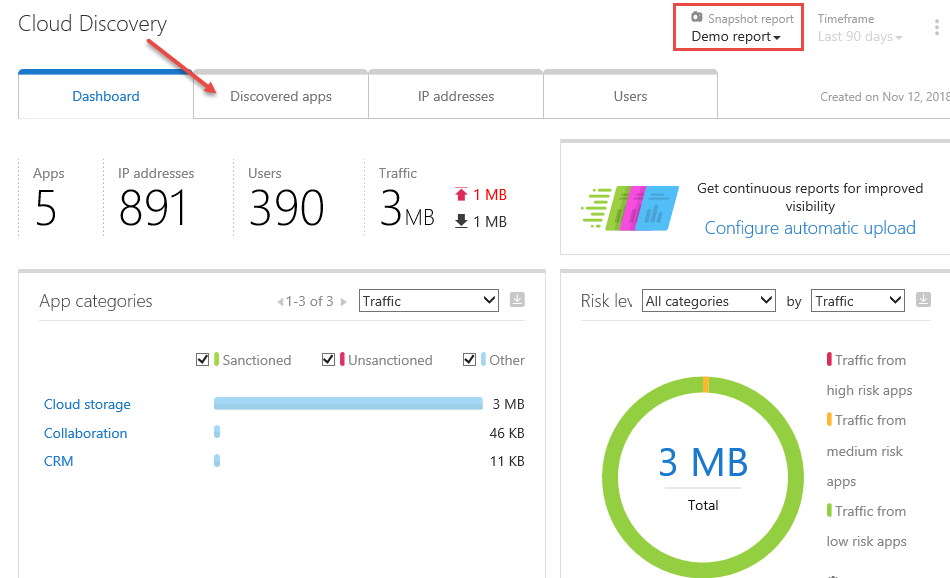 Cloud Discovery
Snapshot report
Demo report
Timeframe
Last 90 days
Dashboard
Discovered apps
IP addresses
Users
Created on Nov 12, 2018
Apps
5
IP addresses
891
Users
390
Traffic
3 MB
1 MB
1 MB
Get continuous reports for improved
visibility
Configure automatic upload
App categories
1-3 of 3
Traffic
Sanctioned
Unsanctioned
Other
Cloud storage
3 MB
Collaboration
46 KB
CRM
11 KB
Risk lev
All categories
by
Traffic
3 MB
Total
Traffic from
high risk apps
Traffic from
medium risk
apps
Traffic from
low risk apps